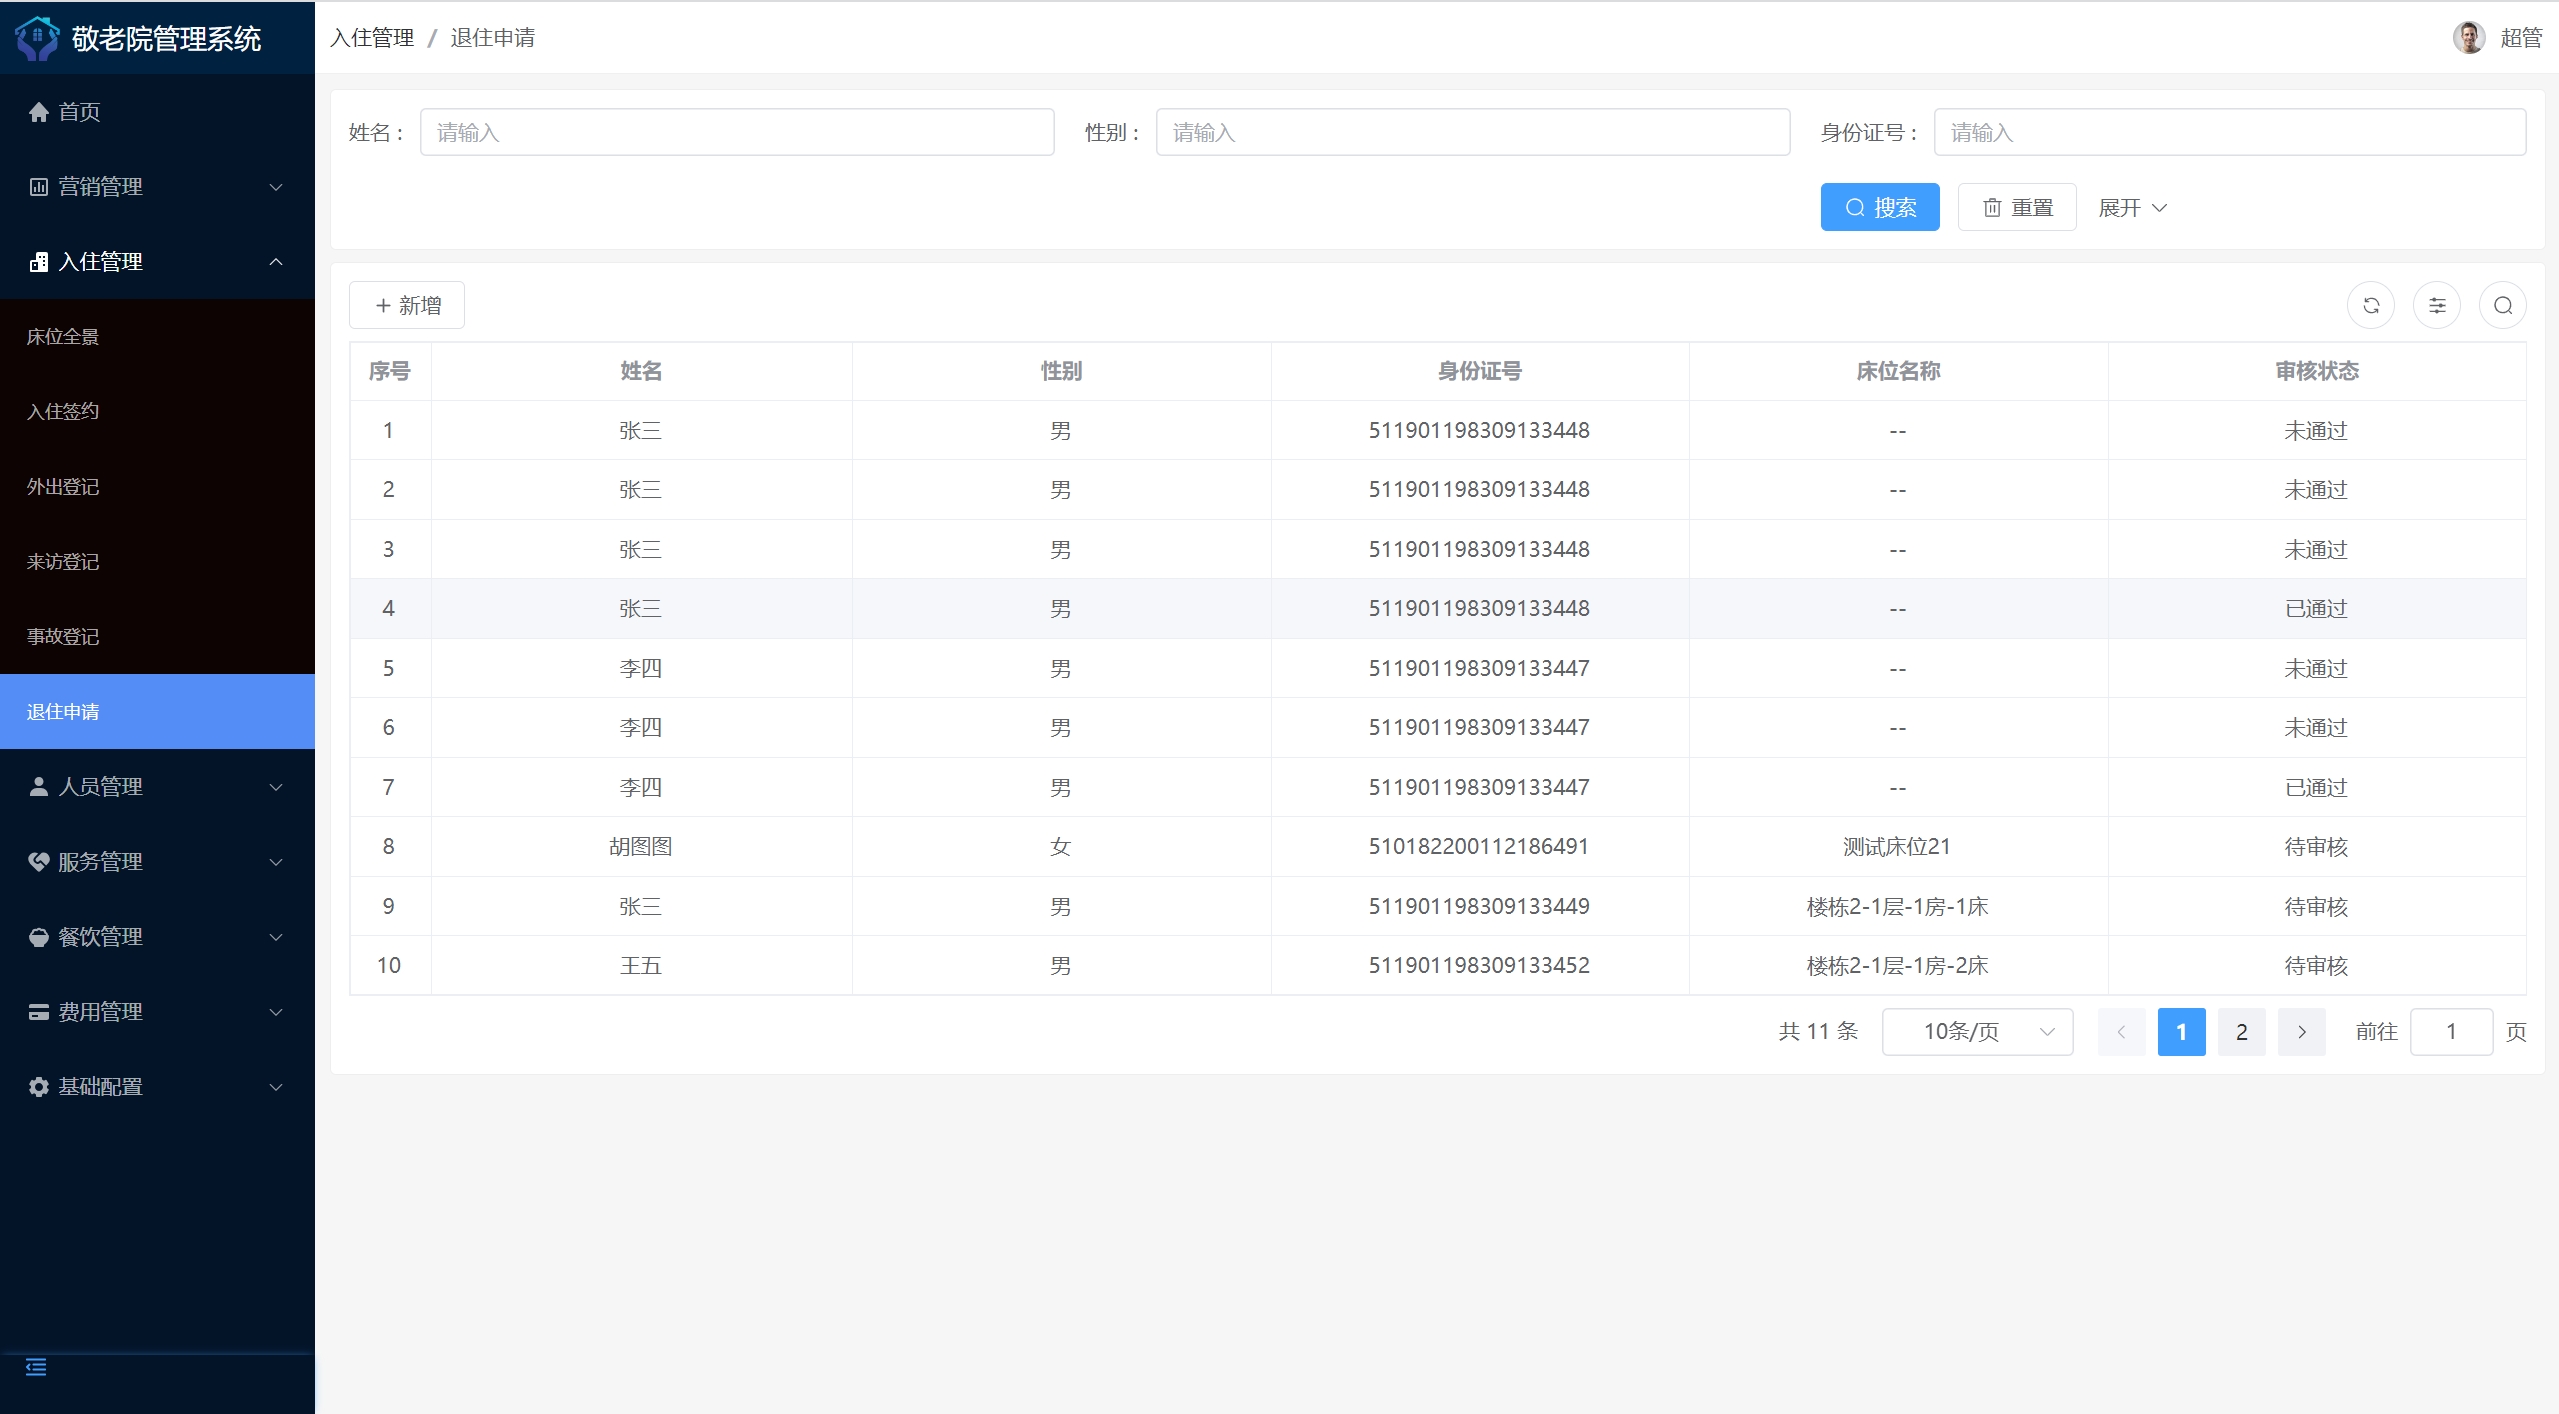 敬老院管理系统
入住管理 / 退住申请
超管
首页
营销管理
入住管理
床位全景
入住签约
外出登记
来访登记
事故登记
退住申请
人员管理
服务管理
餐饮管理
费用管理
基础配置
姓名： 请输入 性别： 请输入 身份证号： 请输入
搜索 重置 展开
新增
序号 姓名 性别 身份证号 床位名称 审核状态
1 张三 男 511901198309133448 -- 未通过
2 张三 男 511901198309133448 -- 未通过
3 张三 男 511901198309133448 -- 未通过
4 张三 男 511901198309133448 -- 已通过
5 李四 男 511901198309133447 -- 未通过
6 李四 男 511901198309133447 -- 未通过
7 李四 男 511901198309133447 -- 已通过
8 胡图图 女 510182200112186491 测试床位21 待审核
9 张三 男 511901198309133449 楼栋2-1层-1房-1床 待审核
10 王五 男 511901198309133452 楼栋2-1层-1房-2床 待审核
共 11 条 10条/页 1 2 前往 1 页